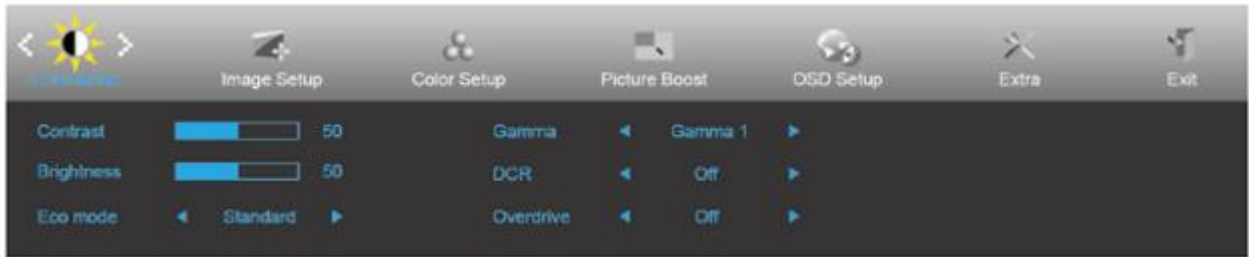 Image Setup Color Setup Picture Boost OSD Setup Extra Exit
Contrast 50 Gamma Gamma 1
Brightness 50 DCR Off
Eco mode Standard Overdrive Off